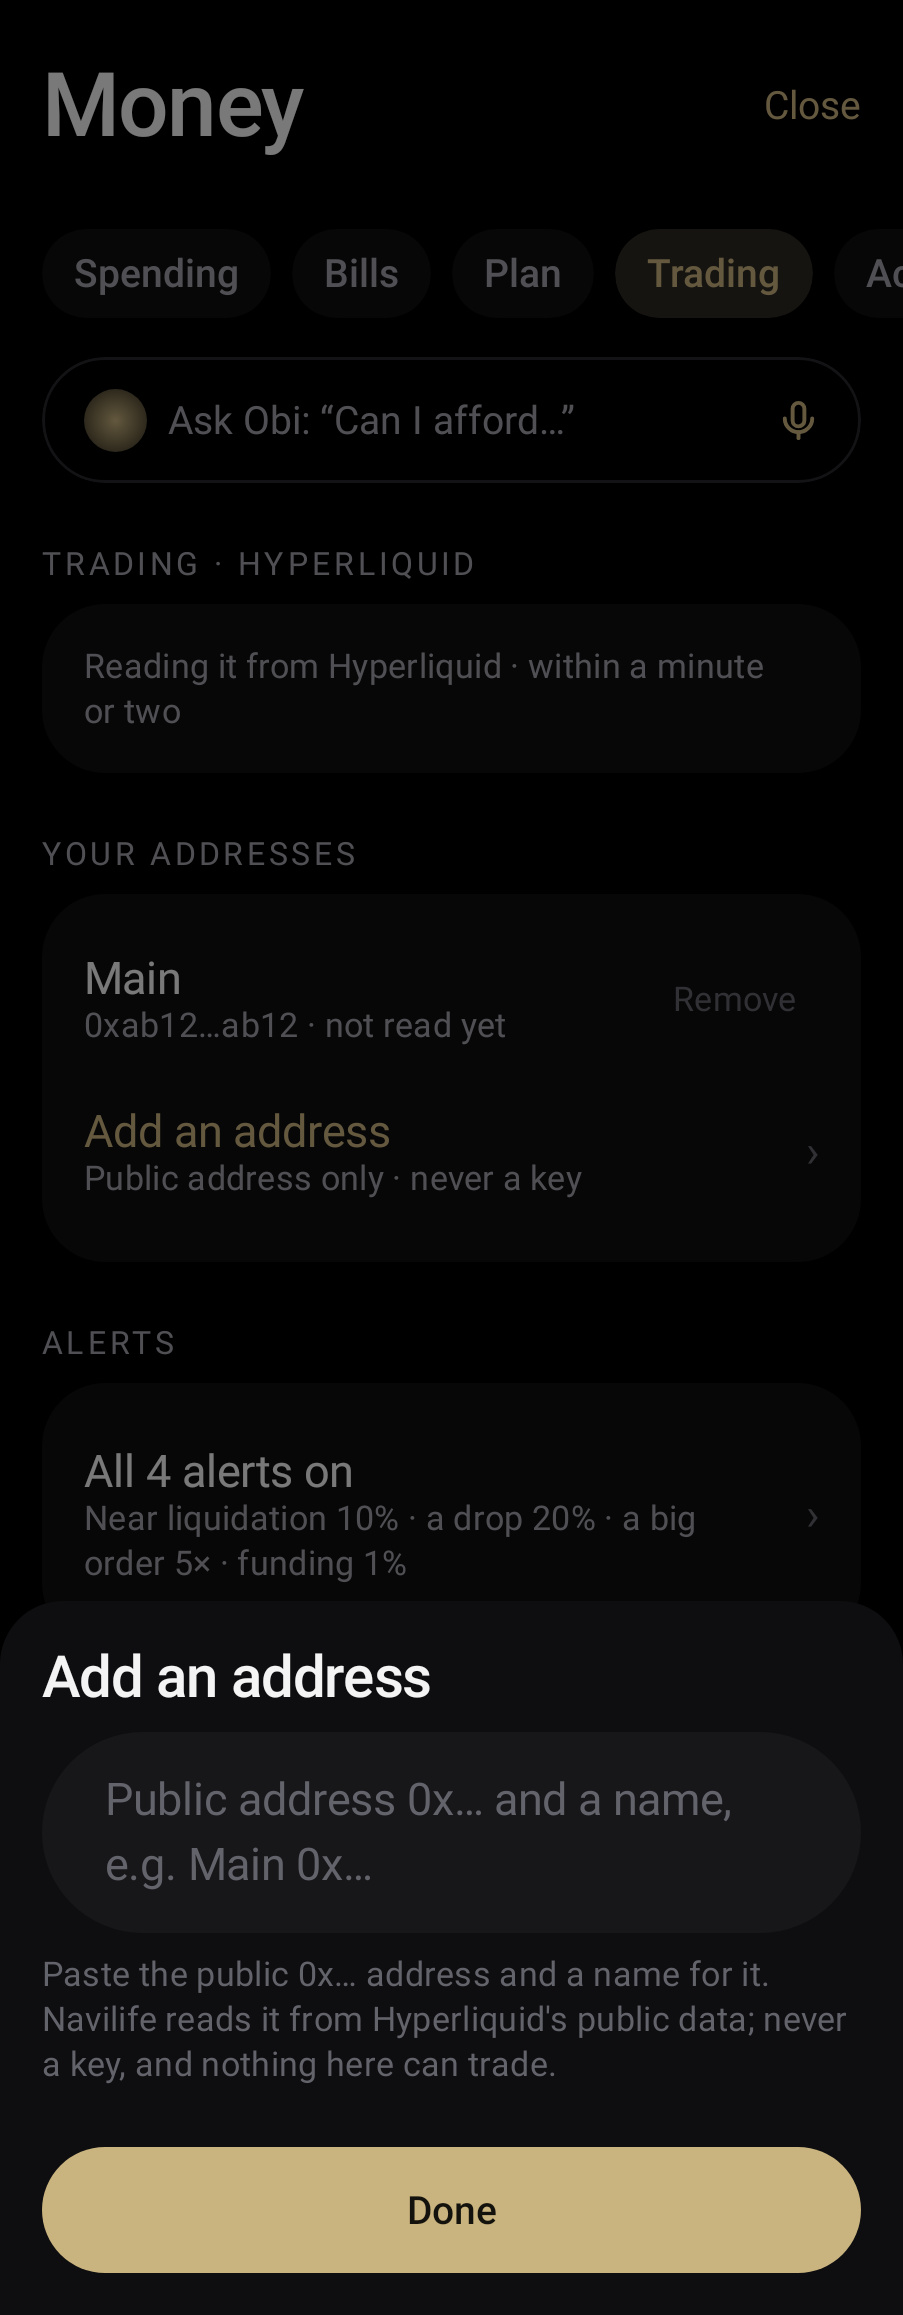 Money
Close
Spending
Bills
Plan
Trading
Ac
Ask Obi: “Can I afford…”
TRADING · HYPERLIQUID
Reading it from Hyperliquid · within a minute
or two
YOUR ADDRESSES
Main
Remove
0xab12…ab12 · not read yet
Add an address
Public address only · never a key
ALERTS
All 4 alerts on
Near liquidation 10% · a drop 20% · a big
order 5× · funding 1%
Add an address
Public address 0x… and a name,
e.g. Main 0x…
Paste the public 0x… address and a name for it.
Navilife reads it from Hyperliquid's public data; never
a key, and nothing here can trade.
Done